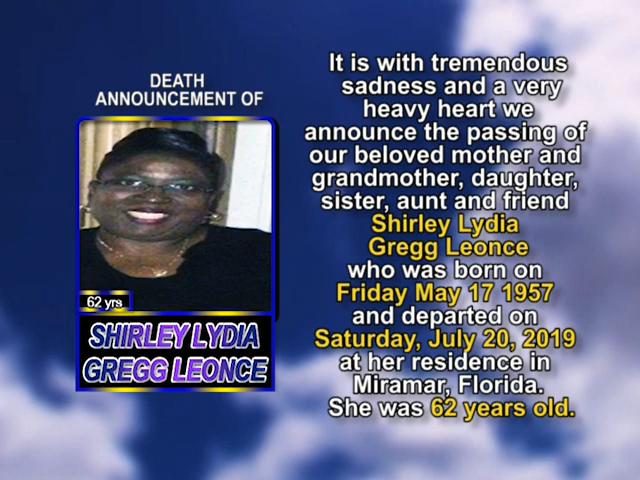 DEATH
ANNOUNCEMENT OF
62 yrs
SHIRLEY LYDIA
GREGG LEONCE
It is with tremendous
sadness and a very
heavy heart we
announce the passing of
our beloved mother and
grandmother, daughter,
sister, aunt and friend
Shirley Lydia
Gregg Leonce
who was born on
Friday May 17 1957
and departed on
Saturday, July 20, 2019
at her residence in
Miramar, Florida.
She was 62 years old.